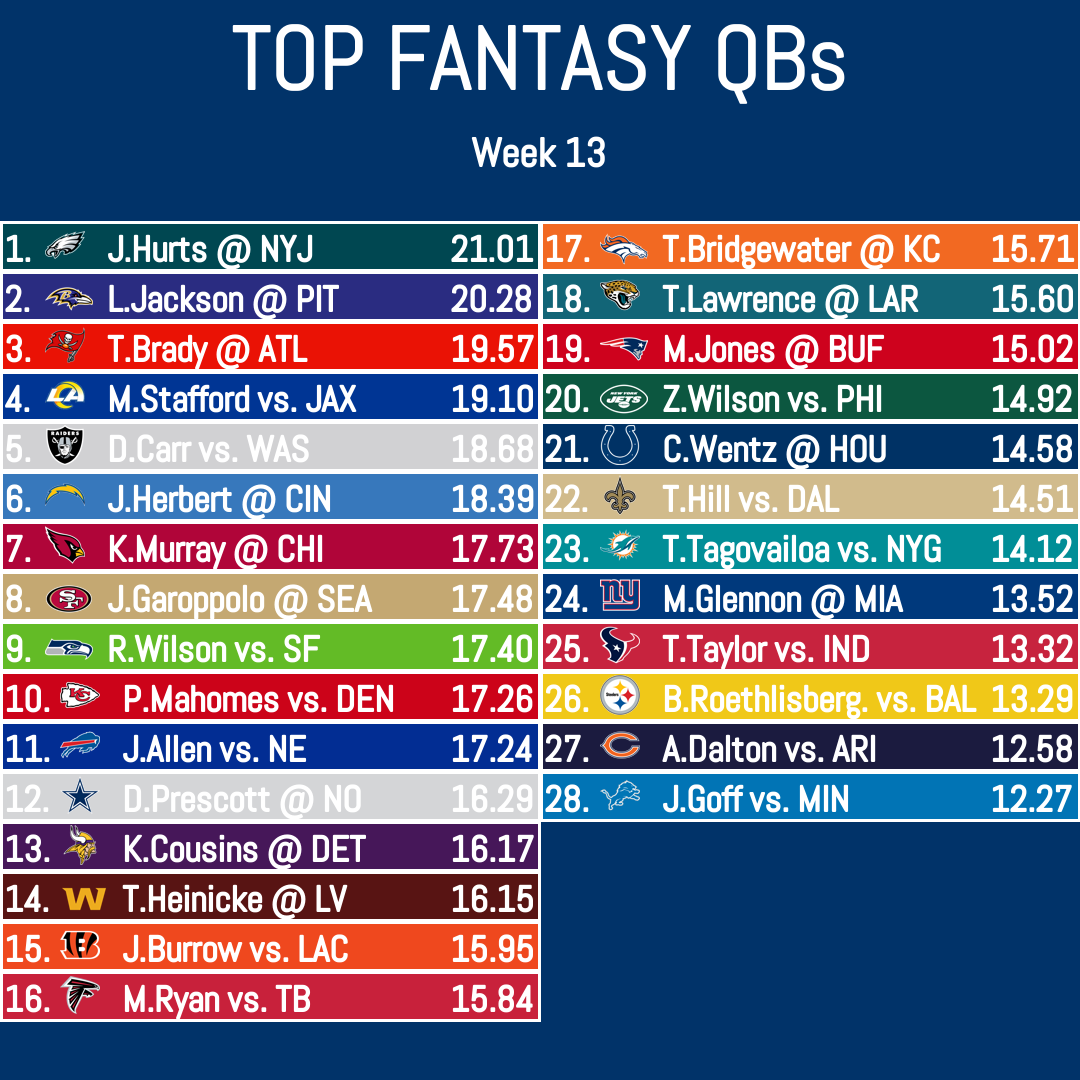 TOP FANTASY QBs
Week 13
1. J.Hurts @ NYJ 21.01
2. L.Jackson @ PIT 20.28
3. T.Brady @ ATL 19.57
4. M.Stafford vs. JAX 19.10
5. RAIDERS D.Carr vs. WAS 18.68
6. J.Herbert @ CIN 18.39
7. K.Murray @ CHI 17.73
8. SF J.Garoppolo @ SEA 17.48
9. R.Wilson vs. SF 17.40
10. KC P.Mahomes vs. DEN 17.26
11. J.Allen vs. NE 17.24
12. D.Prescott @ NO 16.29
13. K.Cousins @ DET 16.17
14. W T.Heinicke @ LV 16.15
15. B J.Burrow vs. LAC 15.95
16. M.Ryan vs. TB 15.84
17. T.Bridgewater @ KC 15.71
18. T.Lawrence @ LAR 15.60
19. M.Jones @ BUF 15.02
20. NEW YORK JETS Z.Wilson vs. PHI 14.92
21. C.Wentz @ HOU 14.58
22. T.Hill vs. DAL 14.51
23. T.Tagovailoa vs. NYG 14.12
24. ny M.Glennon @ MIA 13.52
25. T.Taylor vs. IND 13.32
26. Steelers B.Roethlisberg. vs. BAL 13.29
27. C A.Dalton vs. ARI 12.58
28. J.Goff vs. MIN 12.27